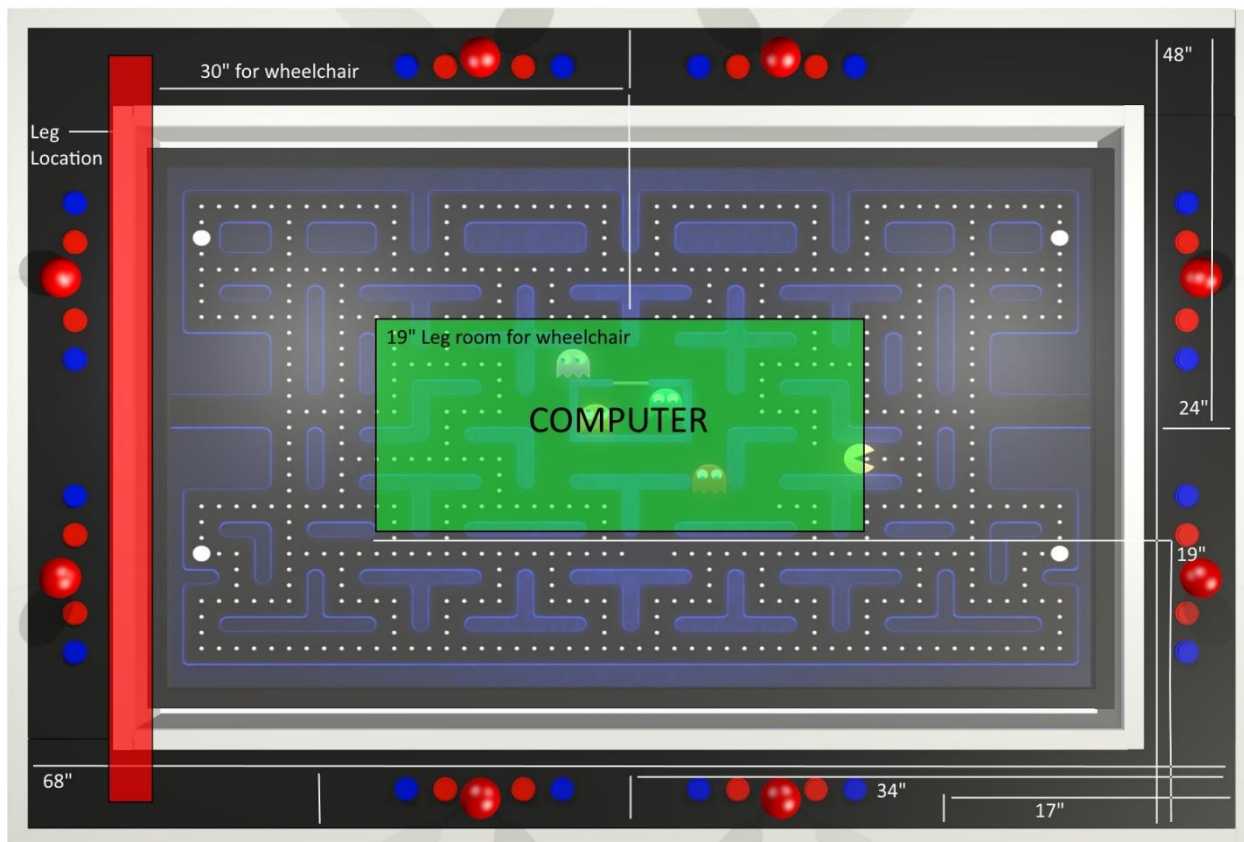 48"
30" for wheelchair
Leg
Location
19" Leg room for wheelchair
COMPUTER
24"
19"
68"
34"
17"